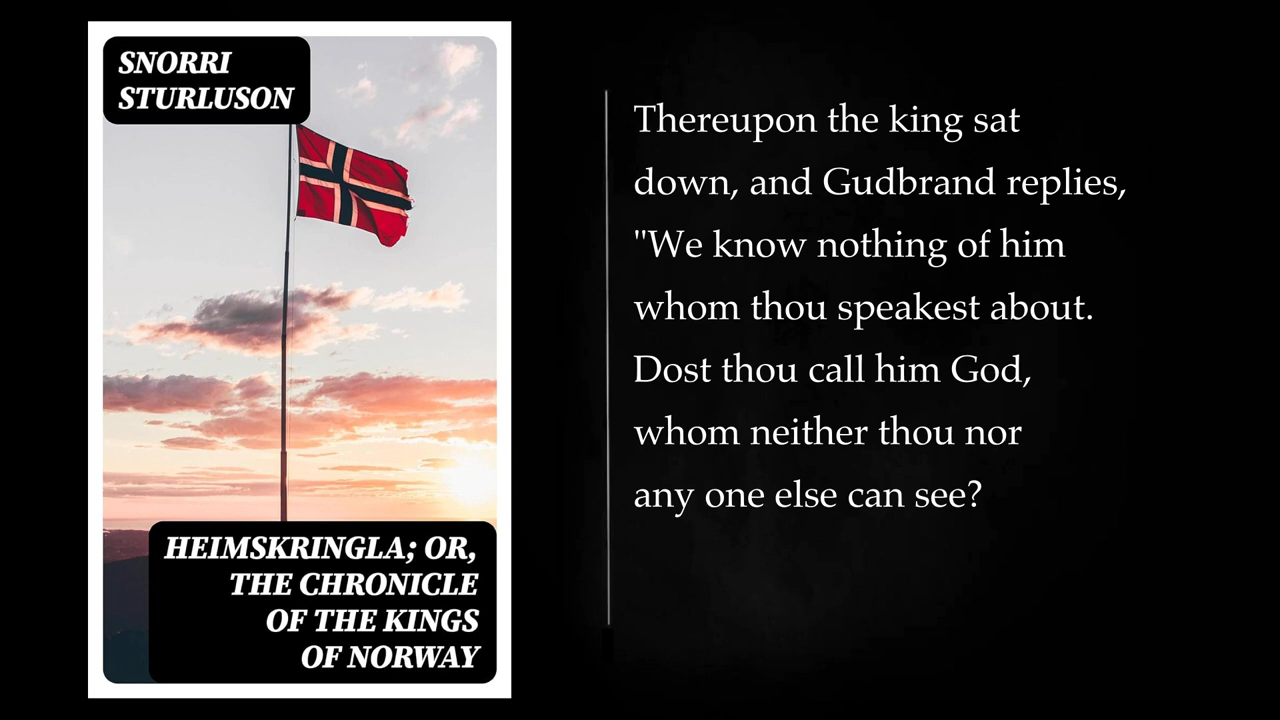 SNORRI
STURLUSON
HEIMSKRINGLA; OR,
THE CHRONICLE
OF THE KINGS
OF NORWAY
Thereupon the king sat
down, and Gudbrand replies,
"We know nothing of him
whom thou speakest about.
Dost thou call him God,
whom neither thou nor
any one else can see?